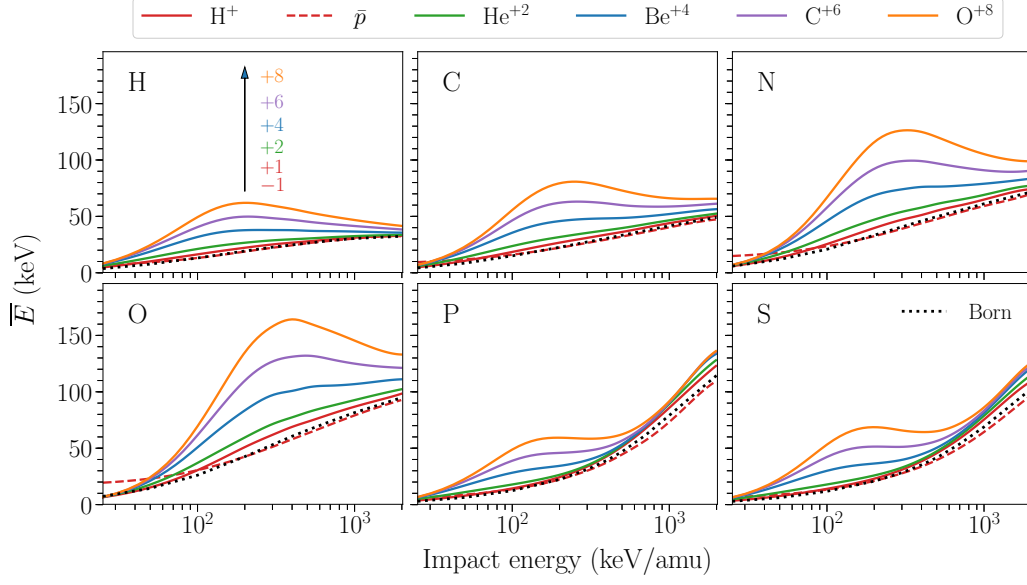 H⁺ p̄ He⁺² Be⁺⁴ C⁺⁶ O⁺⁸
H C N
+8
+6
+4
+2
+1
−1
150
100
50
0
O P S Born
150
100
50
0
10² 10³ 10² 10³ 10² 10³
E̅ (keV)
Impact energy (keV/amu)